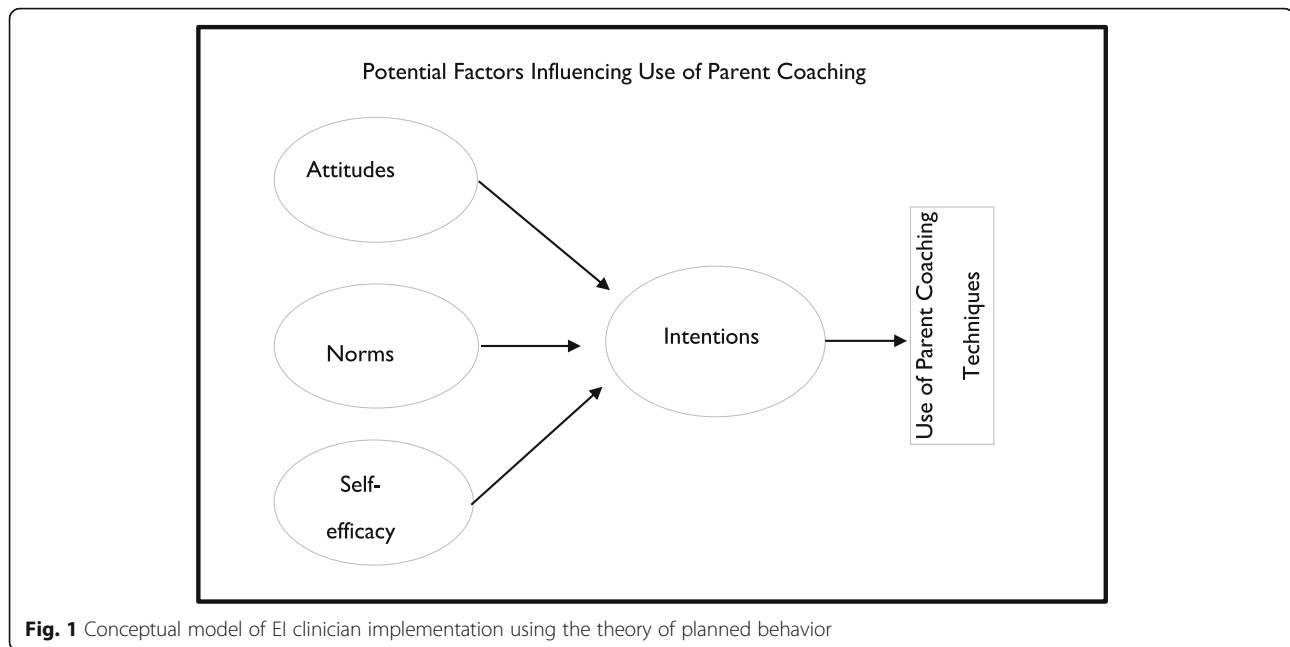 Potential Factors Influencing Use of Parent Coaching
Attitudes
Norms
Self-
efficacy
Intentions
Use of Parent Coaching
Techniques
Fig. 1 Conceptual model of EI clinician implementation using the theory of planned behavior